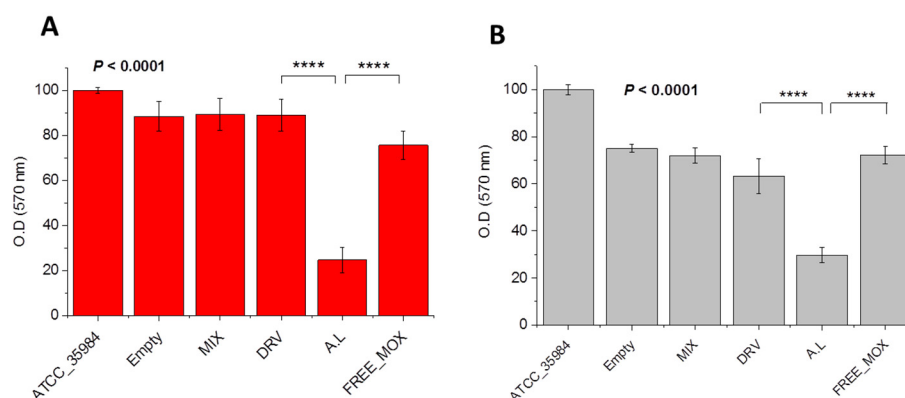 A
P < 0.0001
**** ****
100
80
60
40
20
0
O.D (570 nm)
ATCC_35984
Empty
MIX
DRV
A.L
FREE_MOX
B
P < 0.0001
**** ****
100
80
60
40
20
0
O.D (570 nm)
ATCC_35984
Empty
MIX
DRV
A.L
FREE_MOX